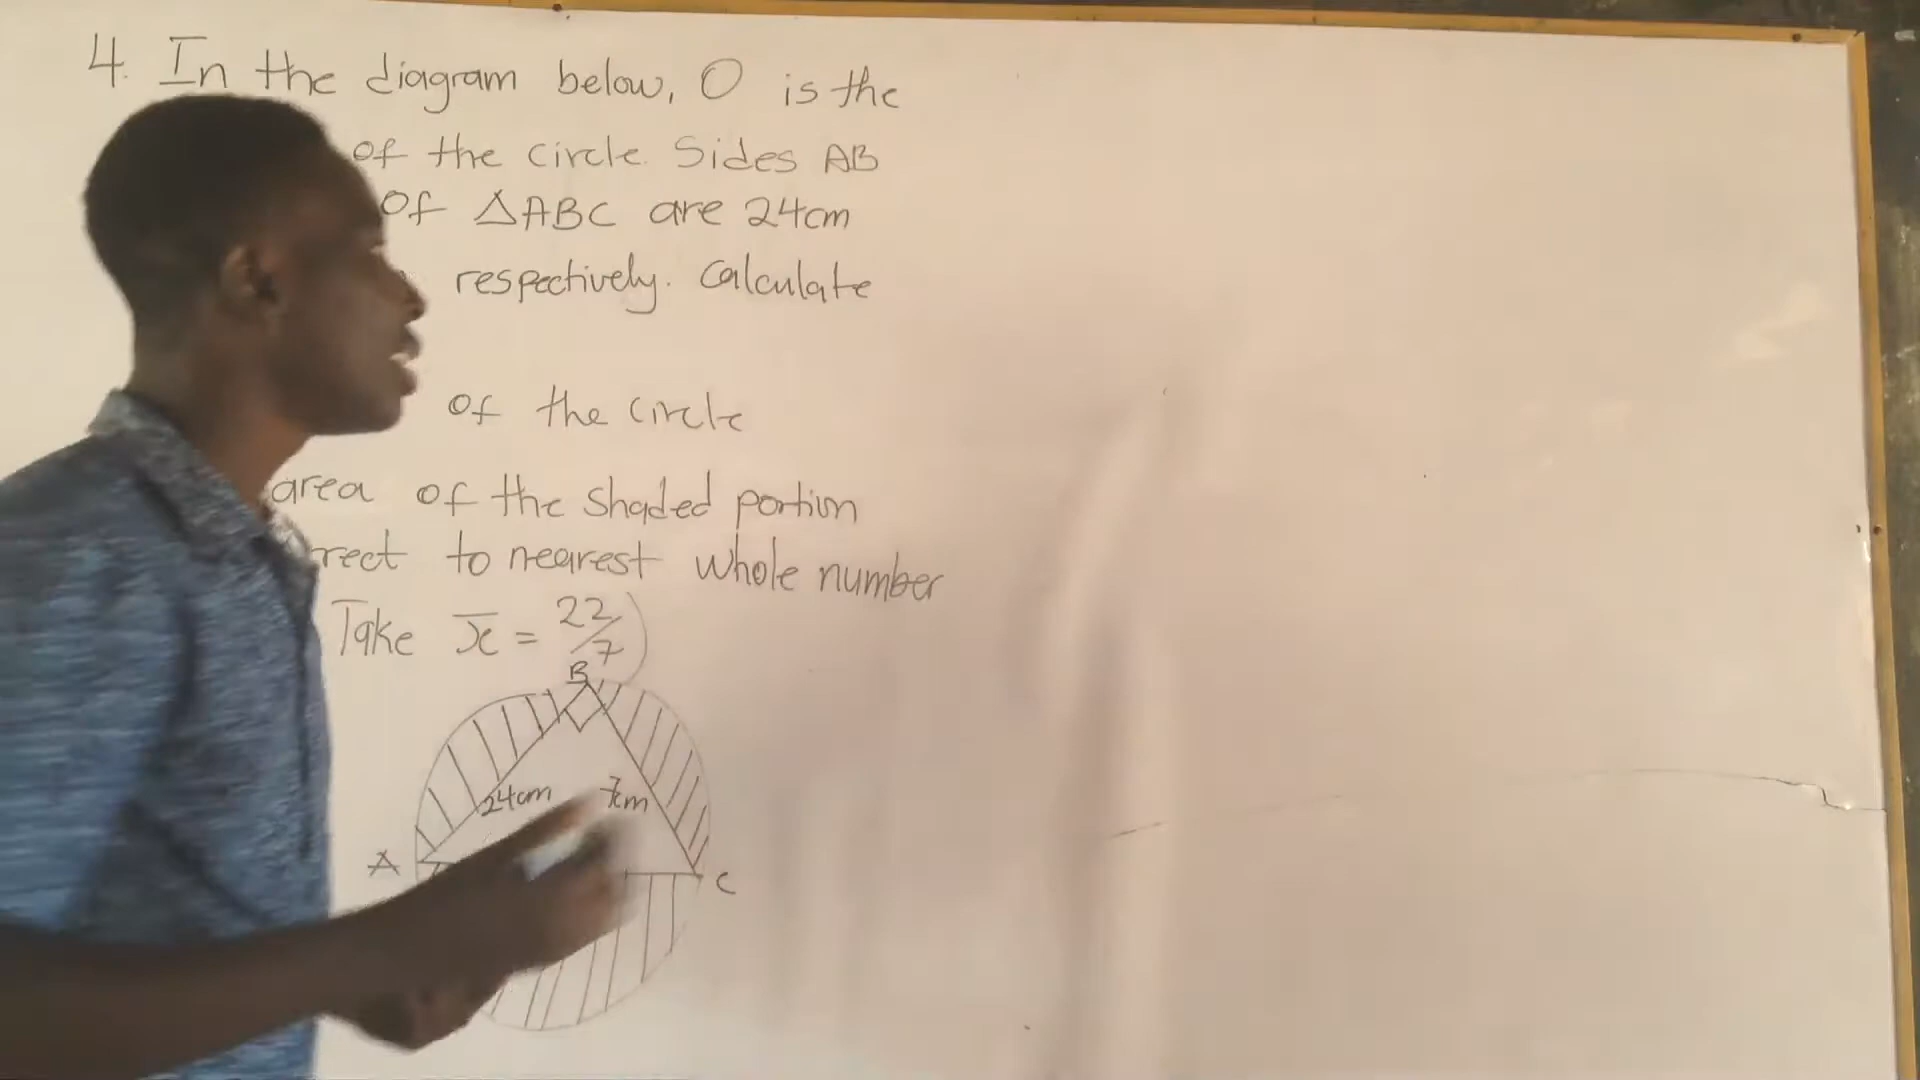 4. In the diagram below, O is the
of the circle. Sides AB
of △ABC are 24cm
respectively. Calculate
of the circle
area of the shaded portion
rect to nearest whole number
Take π = 22/7)
B
24cm 7cm
A
C